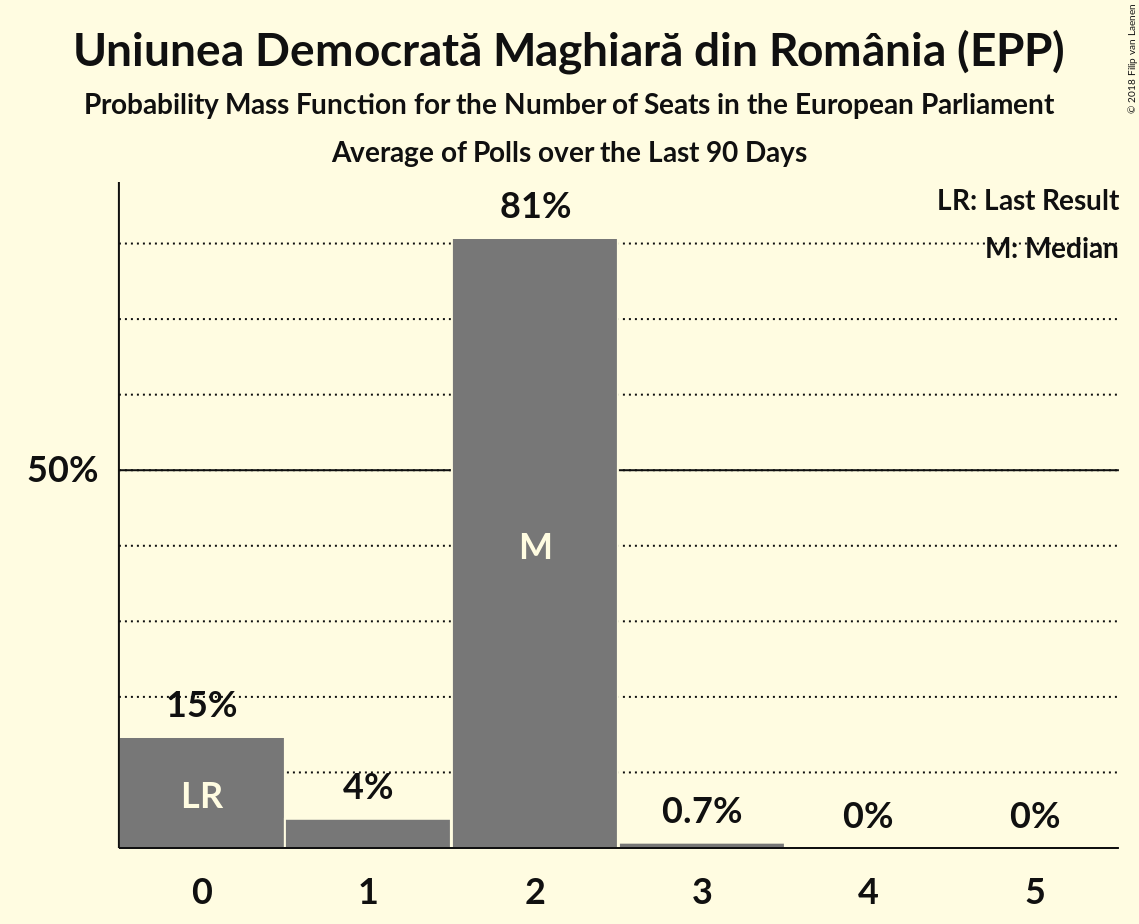 Uniunea Democrată Maghiară din România (EPP)
Probability Mass Function for the Number of Seats in the European Parliament
Average of Polls over the Last 90 Days
© 2018 Filip van Laenen
LR: Last Result
M: Median
81%
50%
M
15%
LR
4%
0.7%
0%
0%
0
1
2
3
4
5